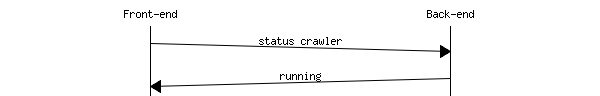 Front-end
Back-end
status crawler
running